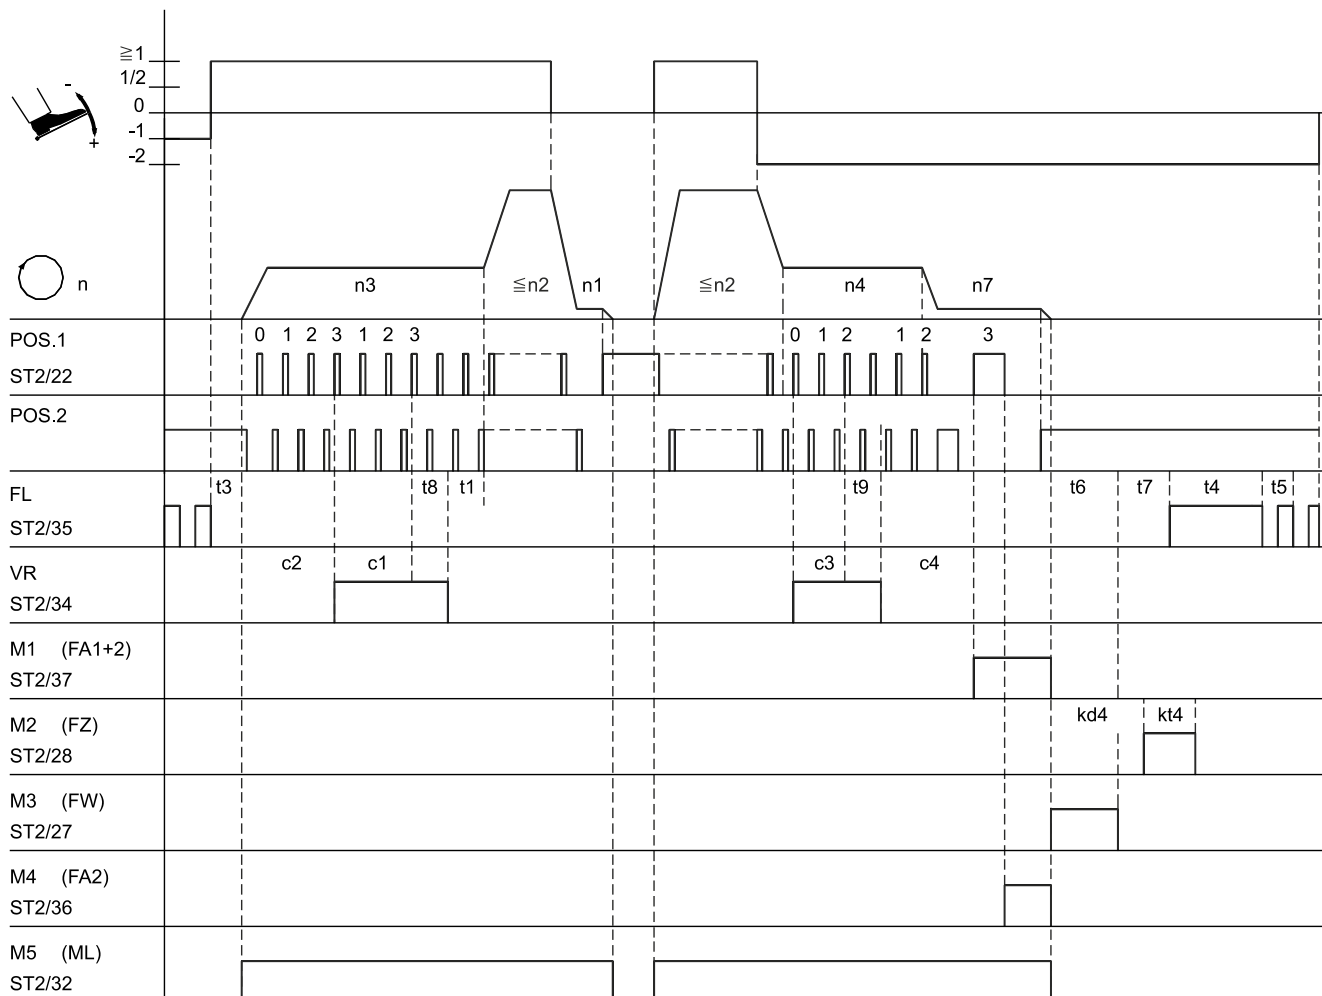 ≧1
1/2
0
-1
-2
-
+
n
n3
≦n2
n1
≦n2
n4
n7
POS.1
0 1 2 3 1 2 3
0 1 2 1 2 3
ST2/22
POS.2
FL
t3 t8 t1 t9 t6 t7 t4 t5
ST2/35
VR
c2 c1 c3 c4
ST2/34
M1 (FA1+2)
ST2/37
M2 (FZ)
kd4 kt4
ST2/28
M3 (FW)
ST2/27
M4 (FA2)
ST2/36
M5 (ML)
ST2/32